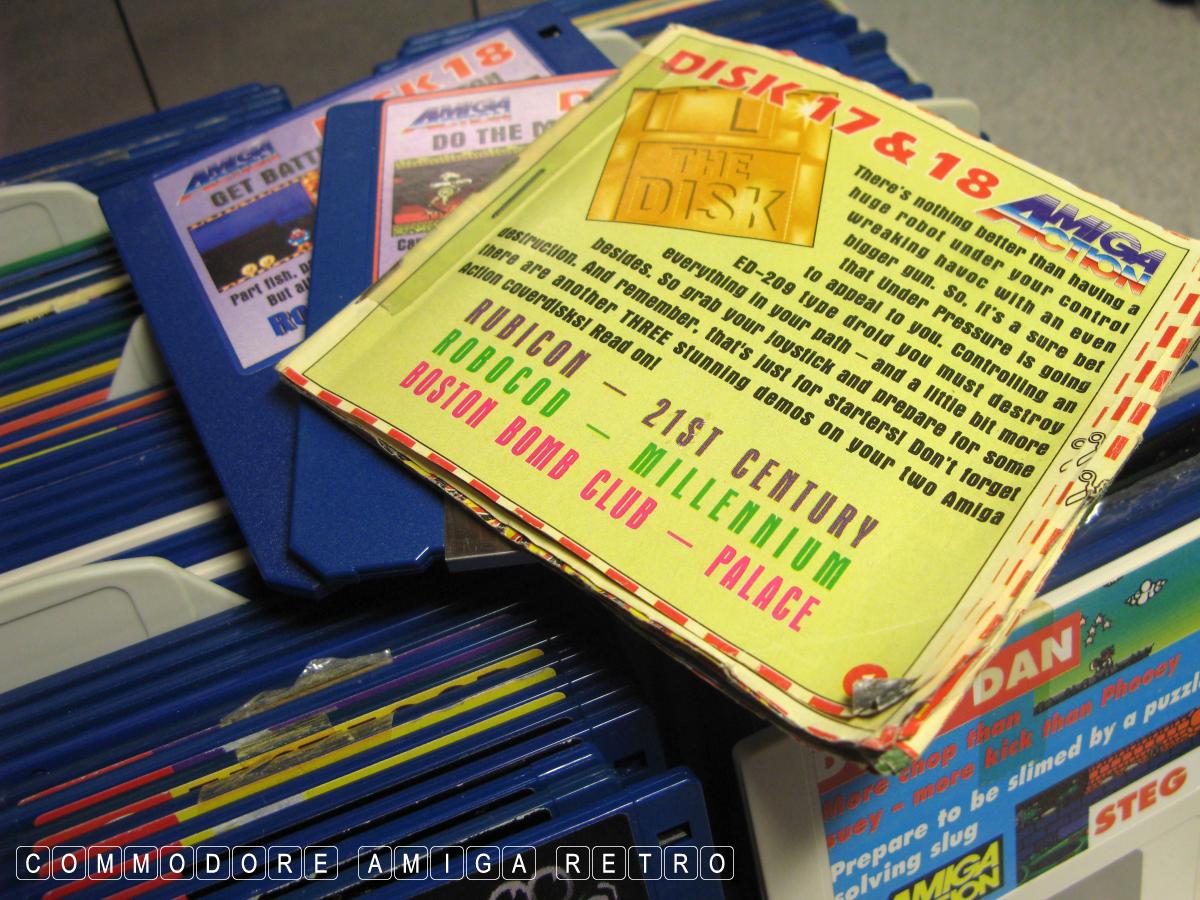 DISK 18
AMIGA
GET BATT
Part fish, p
But al
Ro
AMIGA
ACTION
D
DO THE M
Ca
DISK 17 & 18
THE
DISK
AMIGA
ACTION
There's nothing better than having a
huge robot under your control
wreaking havoc with an even
bigger gun. So, it's a sure bet
that Under Pressure is going
to appeal to you. Controlling an
ED-209 type droid you must destroy
everything in your path – and a little bit more
besides. So grab your joystick and prepare for some
destruction. And remember, that's just for starters! Don't forget
there are another THREE stunning demos on your two Amiga
Action coverdisks! Read on!
RUBICON – 21ST CENTURY
ROBOCOD – MILLENNIUM
BOSTON BOMB CLUB – PALACE
DAN
More chop than
suey – more kick than Phooey
Prepare to be slimed by a puzzle
solving slug
STEG
AMIGA
ACTION
COMMODORE AMIGA RETRO